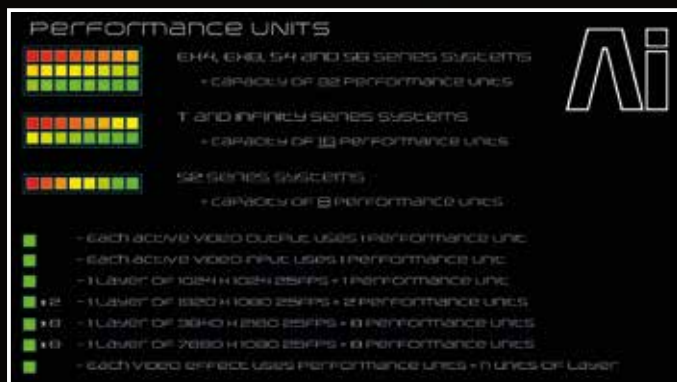 PERFORMANCE UNITS
Ai
EX4, EX8, S4 AND S6 SERIES SYSTEMS
- CAPACITY OF 32 PERFORMANCE UNITS
T AND INFINITY SERIES SYSTEMS
- CAPACITY OF 16 PERFORMANCE UNITS
S2 SERIES SYSTEMS
- CAPACITY OF 8 PERFORMANCE UNITS
- EACH ACTIVE VIDEO OUTPUT USES 1 PERFORMANCE UNIT
- EACH ACTIVE VIDEO INPUT USES 1 PERFORMANCE UNIT
- 1 LAYER OF 1024 X 1024 25FPS = 1 PERFORMANCE UNIT
x 2 - 1 LAYER OF 1920 X 1080 25FPS = 2 PERFORMANCE UNITS
x 8 - 1 LAYER OF 3840 X 2160 25FPS = 8 PERFORMANCE UNITS
x 8 - 1 LAYER OF 7680 X 1080 25FPS = 8 PERFORMANCE UNITS
- EACH VIDEO EFFECT USES PERFORMANCE UNITS = N UNITS OF LAYER